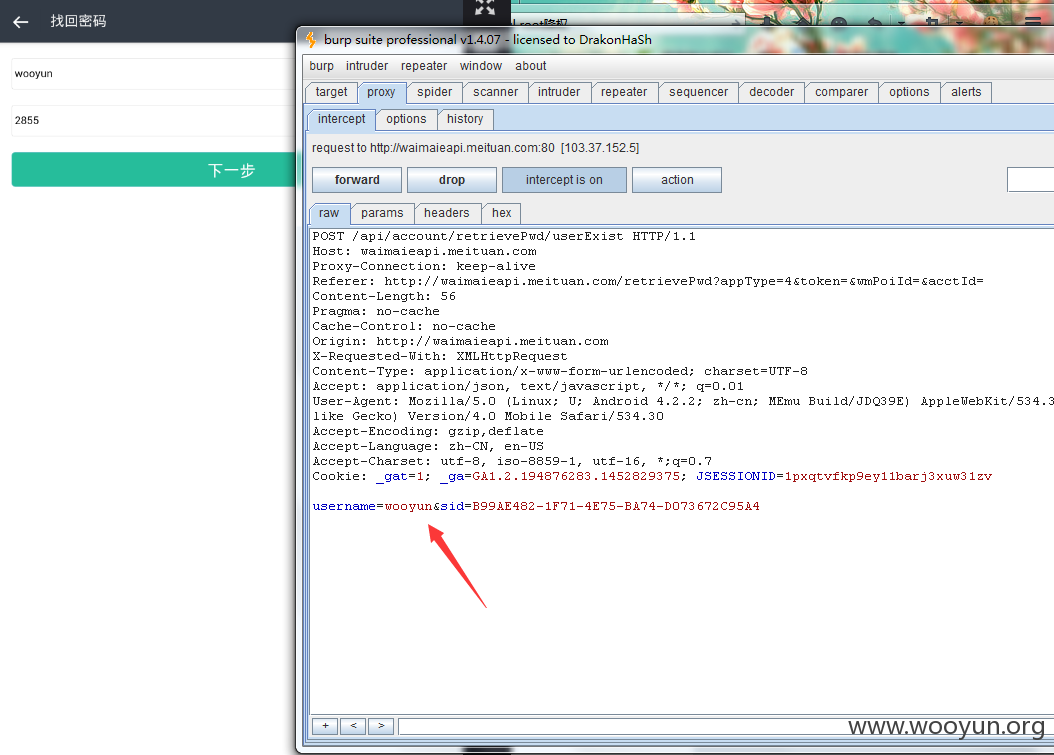 找回密码
wooyun
2855
下一步
burp suite professional v1.4.07 - licensed to DrakonHaSh
burp intruder repeater window about
target proxy spider scanner intruder repeater sequencer decoder comparer options alerts
intercept options history
request to http://waimaieapi.meituan.com:80 [103.37.152.5]
forward drop intercept is on action
raw params headers hex
POST /api/account/retrievePwd/userExist HTTP/1.1
Host: waimaieapi.meituan.com
Proxy-Connection: keep-alive
Referer: http://waimaieapi.meituan.com/retrievePwd?appType=4&token=&wmPoiId=&acctId=
Content-Length: 56
Pragma: no-cache
Cache-Control: no-cache
Origin: http://waimaieapi.meituan.com
X-Requested-With: XMLHttpRequest
Content-Type: application/x-www-form-urlencoded; charset=UTF-8
Accept: application/json, text/javascript, */*; q=0.01
User-Agent: Mozilla/5.0 (Linux; U; Android 4.2.2; zh-cn; MEmu Build/JDQ39E) AppleWebKit/534.3
like Gecko) Version/4.0 Mobile Safari/534.30
Accept-Encoding: gzip,deflate
Accept-Language: zh-CN, en-US
Accept-Charset: utf-8, iso-8859-1, utf-16, *;q=0.7
Cookie: _gat=1; _ga=GA1.2.194876283.1452829375; JSESSIONID=1pxqtvfkp9ey11barj3xuw31zv
username=wooyun&sid=B99AE482-1F71-4E75-BA74-D073672C95A4
+ < >
www.wooyun.org